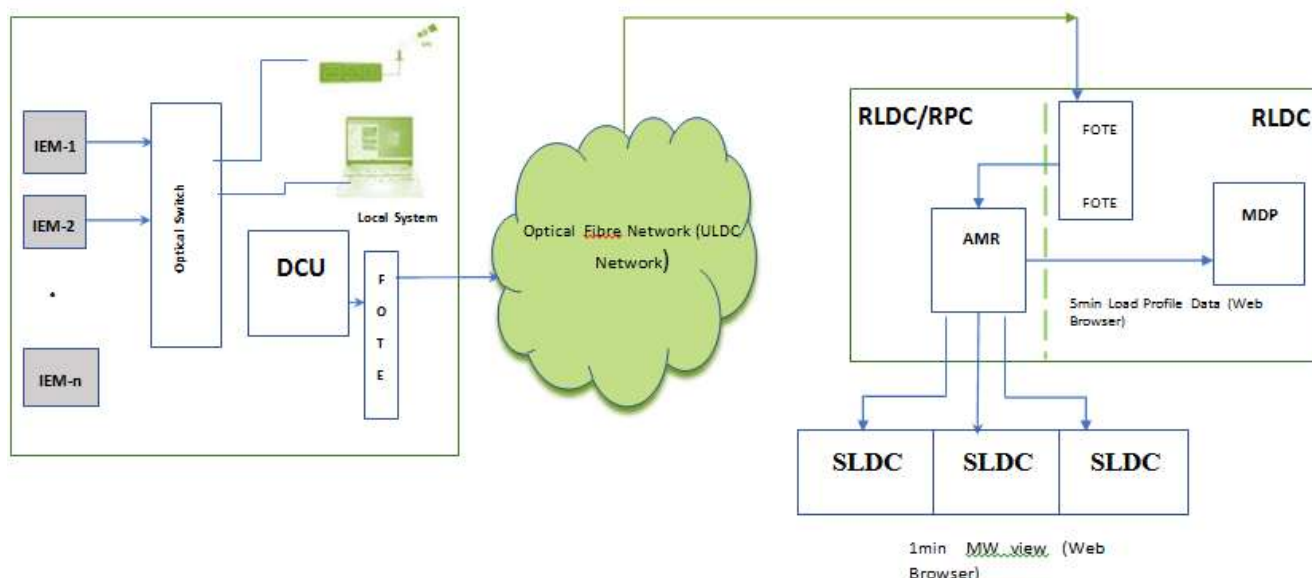 IEM-1
IEM-2
.
IEM-n
Optical Switch
Local System
DCU
F
O
T
E
Optical Fibre Network (ULDC
Network)
RLDC/RPC
RLDC
FOTE
FOTE
AMR
MDP
5min Load Profile Data (Web
Browser)
SLDC
SLDC
SLDC
1min MW view (Web
Browser)